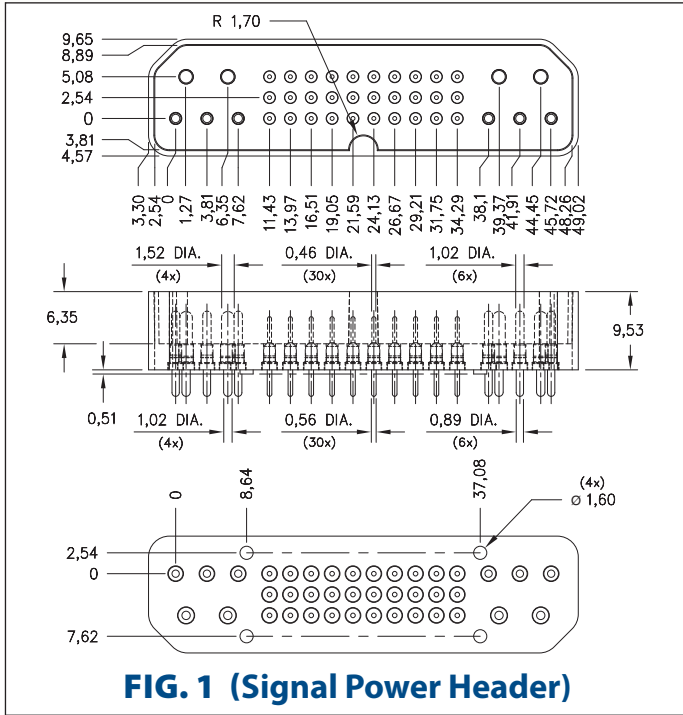 R 1,70
9,65
8,89
5,08
2,54
0
3,81
4,57
3,30
2,54
0
1,27
3,81
6,35
7,62
11,43
13,97
16,51
19,05
21,59
24,13
26,67
29,21
31,75
34,29
38,1
39,37
41,91
44,45
45,72
48,26
49,02
1,52 DIA.
(4x)
0,46 DIA.
(30x)
1,02 DIA.
(6x)
6,35
9,53
0,51
1,02 DIA.
(4x)
0,56 DIA.
(30x)
0,89 DIA.
(6x)
0
8,64
37,08
(4x)
Ø 1,60
2,54
0
7,62
FIG. 1 (Signal Power Header)